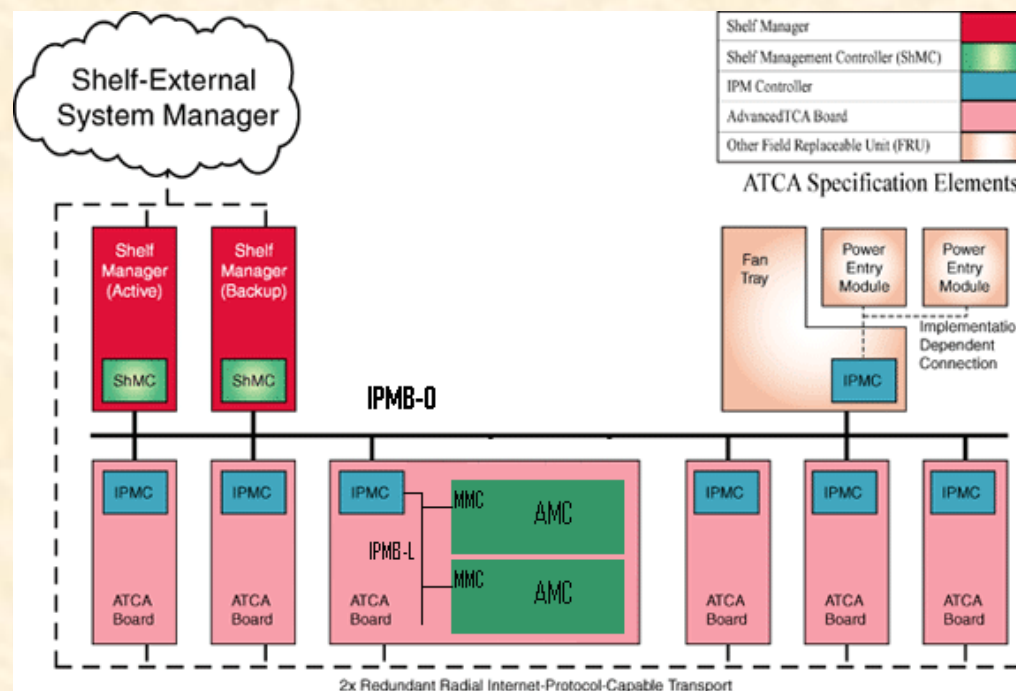 Shelf-External
System Manager
Shelf Manager
Shelf Management Controller (ShMC)
IPM Controller
AdvancedTCA Board
Other Field Replaceable Unit (FRU)
ATCA Specification Elements
Shelf
Manager
(Active)
ShMC
Shelf
Manager
(Backup)
ShMC
Fan
Tray
Power
Entry
Module
Power
Entry
Module
Implementatio
Dependent
Connection
IPMC
IPMB-0
IPMC
ATCA
Board
IPMC
ATCA
Board
IPMC
IPMB-L
MMC
AMC
MMC
AMC
ATCA
Board
IPMC
ATCA
Board
IPMC
ATCA
Board
IPMC
ATCA
Board
2x Redundant Radial Internet-Protocol-Capable Transport